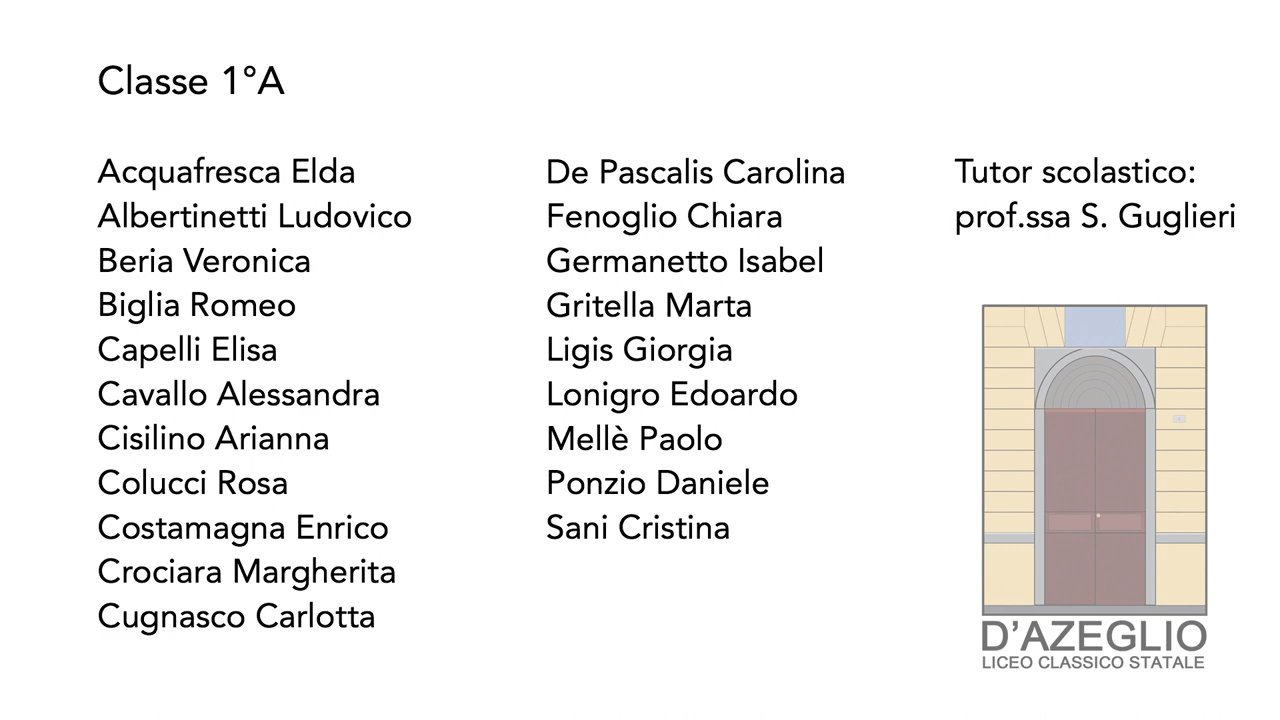 Classe 1°A
Acquafresca Elda
Albertinetti Ludovico
Beria Veronica
Biglia Romeo
Capelli Elisa
Cavallo Alessandra
Cisilino Arianna
Colucci Rosa
Costamagna Enrico
Crociara Margherita
Cugnasco Carlotta
De Pascalis Carolina
Fenoglio Chiara
Germanetto Isabel
Gritella Marta
Ligis Giorgia
Lonigro Edoardo
Mellè Paolo
Ponzio Daniele
Sani Cristina
Tutor scolastico:
prof.ssa S. Guglieri
D’AZEGLIO
LICEO CLASSICO STATALE